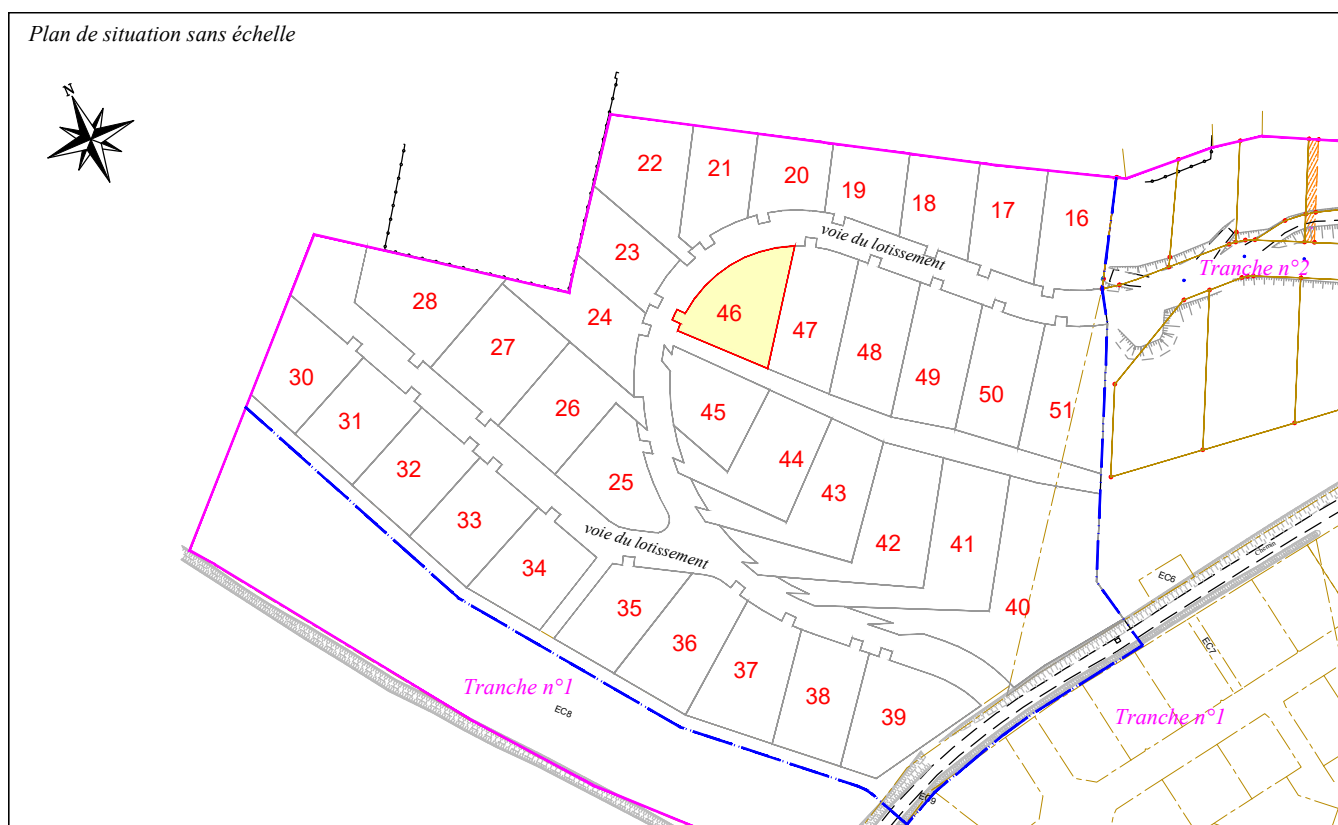 Plan de situation sans échelle
N
22
21
20
19
18
17
16
voie du lotissement
23
24
28
27
26
25
46
47
48
49
50
51
Tranche n°2
30
31
32
33
34
45
44
43
42
41
40
voie du lotissement
35
36
37
38
39
Tranche n°1
EC8
Chemin
EC6
EC7
Tranche n°1
EC9